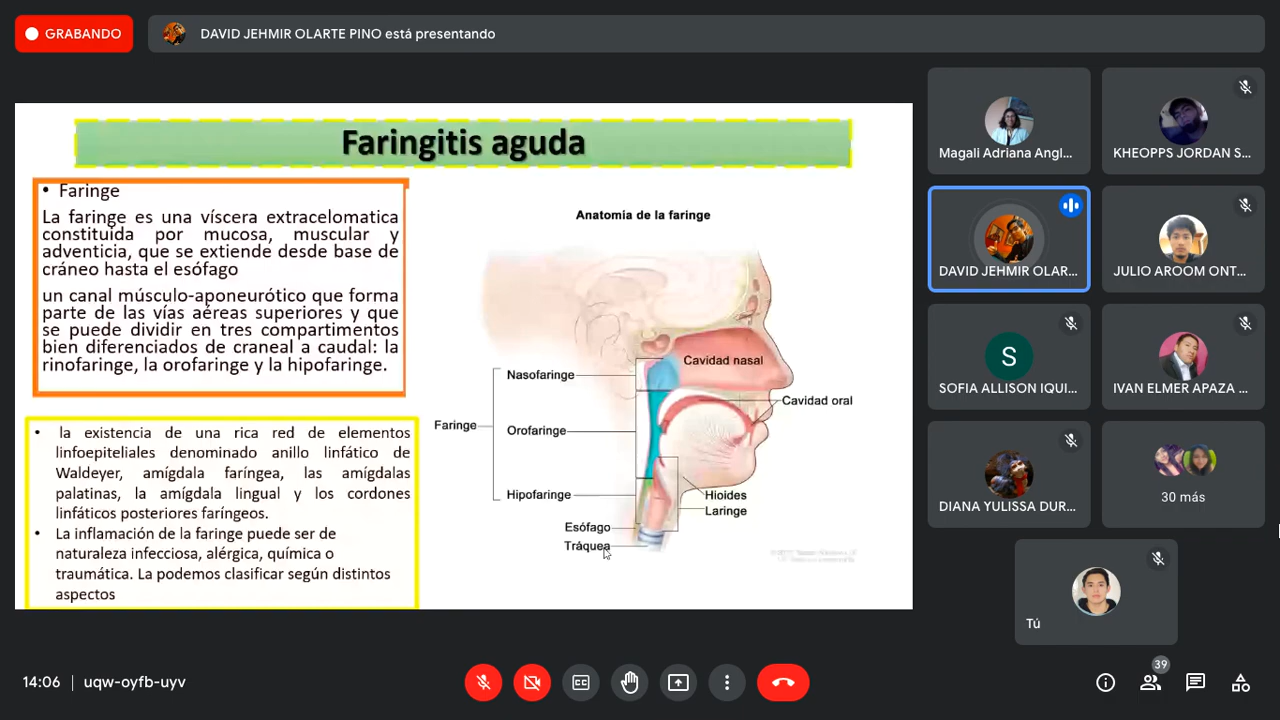 GRABANDO
DAVID JEHMIR OLARTE PINO está presentando
Faringitis aguda
• Faringe
La faringe es una víscera extracelomatica
constituida por mucosa, muscular y
adventicia, que se extiende desde base de
cráneo hasta el esófago
un canal músculo-aponeurótico que forma
parte de las vías aéreas superiores y que
se puede dividir en tres compartimentos
bien diferenciados de craneal a caudal: la
rinofaringe, la orofaringe y la hipofaringe.
• la existencia de una rica red de elementos
linfoepiteliales denominado anillo linfático de
Waldeyer, amígdala faríngea, las amígdalas
palatinas, la amígdala lingual y los cordones
linfáticos posteriores faríngeos.
• La inflamación de la faringe puede ser de
naturaleza infecciosa, alérgica, química o
traumática. La podemos clasificar según distintos
aspectos
Anatomía de la faringe
Cavidad nasal
Nasofaringe
Cavidad oral
Faringe
Orofaringe
Hipofaringe
Hioides
Laringe
Esófago
Tráquea
Magali Adriana Angl...
KHEOPPS JORDAN S...
DAVID JEHMIR OLAR...
JULIO AROOM ONT...
S
SOFIA ALLISON IQUI...
IVAN ELMER APAZA ...
DIANA YULISSA DUR...
30 más
Tú
14:06 | uqw-oyfb-uyv
CC
39